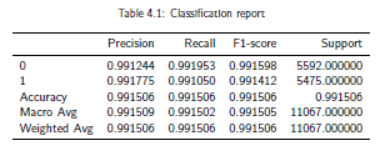 Table 4.1: Classification report
Precision Recall F1-score Support
0 0.991244 0.991953 0.991598 5592.000000
1 0.991775 0.991050 0.991412 5475.000000
Accuracy 0.991506 0.991506 0.991506 0.991506
Macro Avg 0.991509 0.991502 0.991505 11067.000000
Weighted Avg 0.991506 0.991506 0.991506 11067.000000